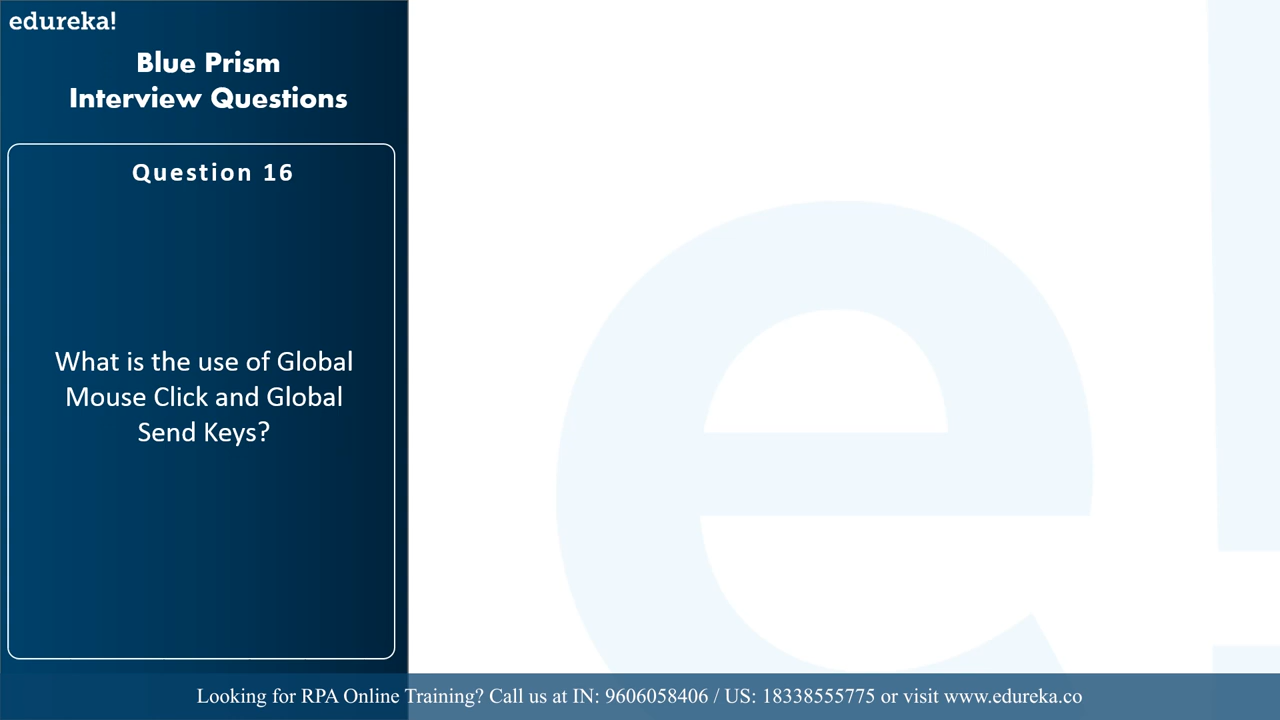 edureka!
Blue Prism
Interview Questions
Question 16
What is the use of Global
Mouse Click and Global
Send Keys?
Looking for RPA Online Training? Call us at IN: 9606058406 / US: 18338555775 or visit www.edureka.co